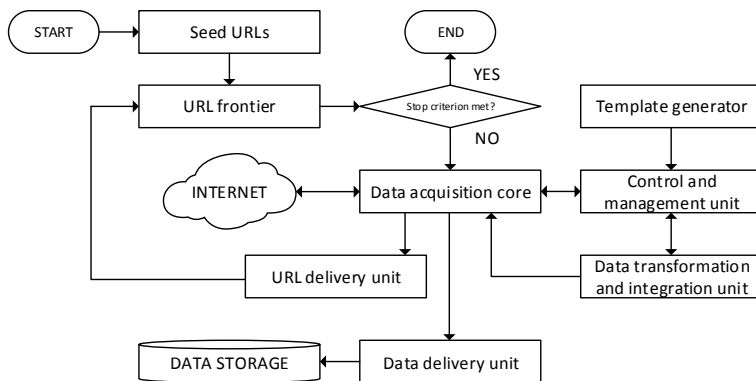 START
Seed URLs
END
YES
URL frontier
Stop criterion met?
Template generator
NO
INTERNET
Data acquisition core
Control and
management unit
URL delivery unit
Data transformation
and integration unit
DATA STORAGE
Data delivery unit